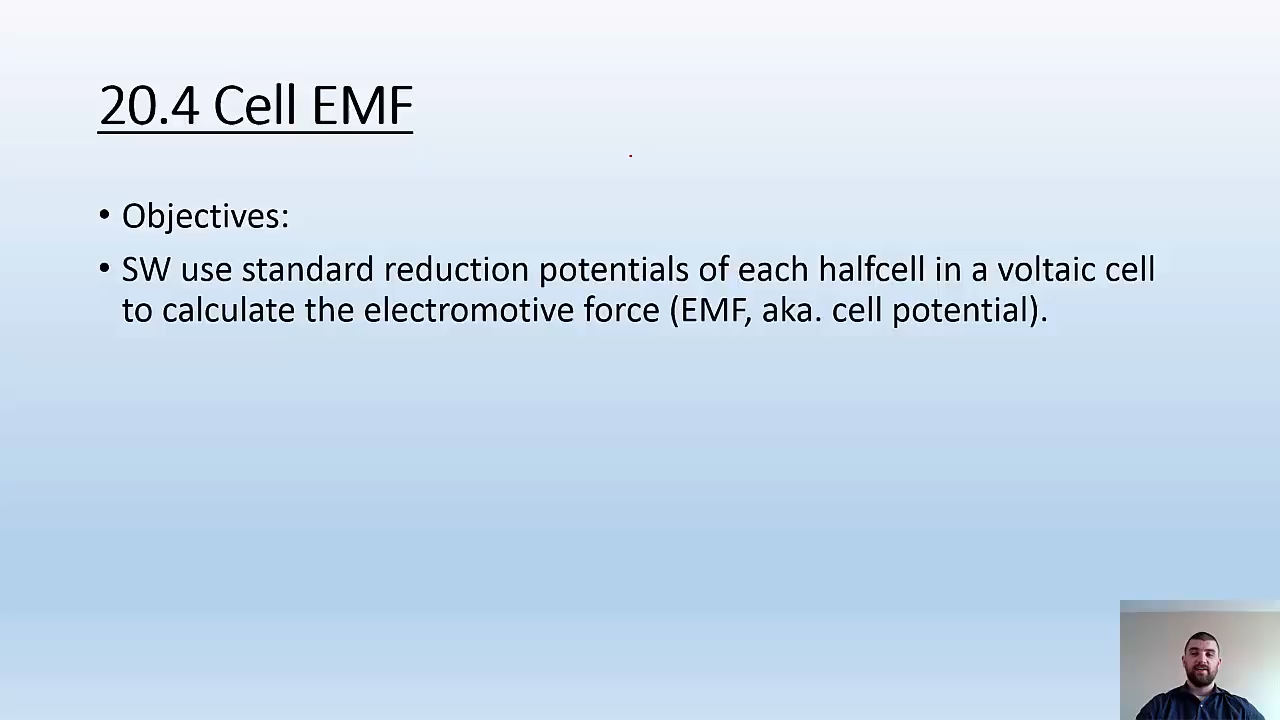 20.4 Cell EMF
• Objectives:
• SW use standard reduction potentials of each halfcell in a voltaic cell
to calculate the electromotive force (EMF, aka. cell potential).